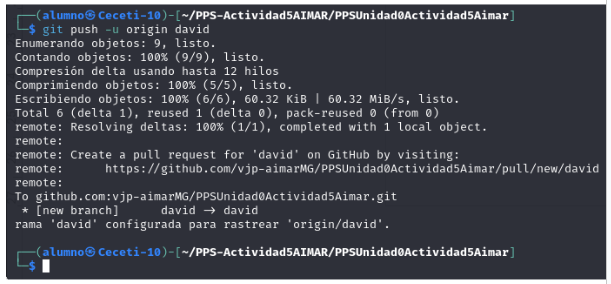 ┌──(alumno㉿Ceceti-10)-[~/PPS-Actividad5AIMAR/PPSUnidad0Actividad5Aimar]
└─$ git push -u origin david
Enumerando objetos: 9, listo.
Contando objetos: 100% (9/9), listo.
Compresión delta usando hasta 12 hilos
Comprimiendo objetos: 100% (5/5), listo.
Escribiendo objetos: 100% (6/6), 60.32 KiB | 60.32 MiB/s, listo.
Total 6 (delta 1), reused 1 (delta 0), pack-reused 0 (from 0)
remote: Resolving deltas: 100% (1/1), completed with 1 local object.
remote:
remote: Create a pull request for 'david' on GitHub by visiting:
remote:      https://github.com/vjp-aimarMG/PPSUnidad0Actividad5Aimar/pull/new/david
remote:
To github.com:vjp-aimarMG/PPSUnidad0Actividad5Aimar.git
 * [new branch]      david → david
rama 'david' configurada para rastrear 'origin/david'.
┌──(alumno㉿Ceceti-10)-[~/PPS-Actividad5AIMAR/PPSUnidad0Actividad5Aimar]
└─$